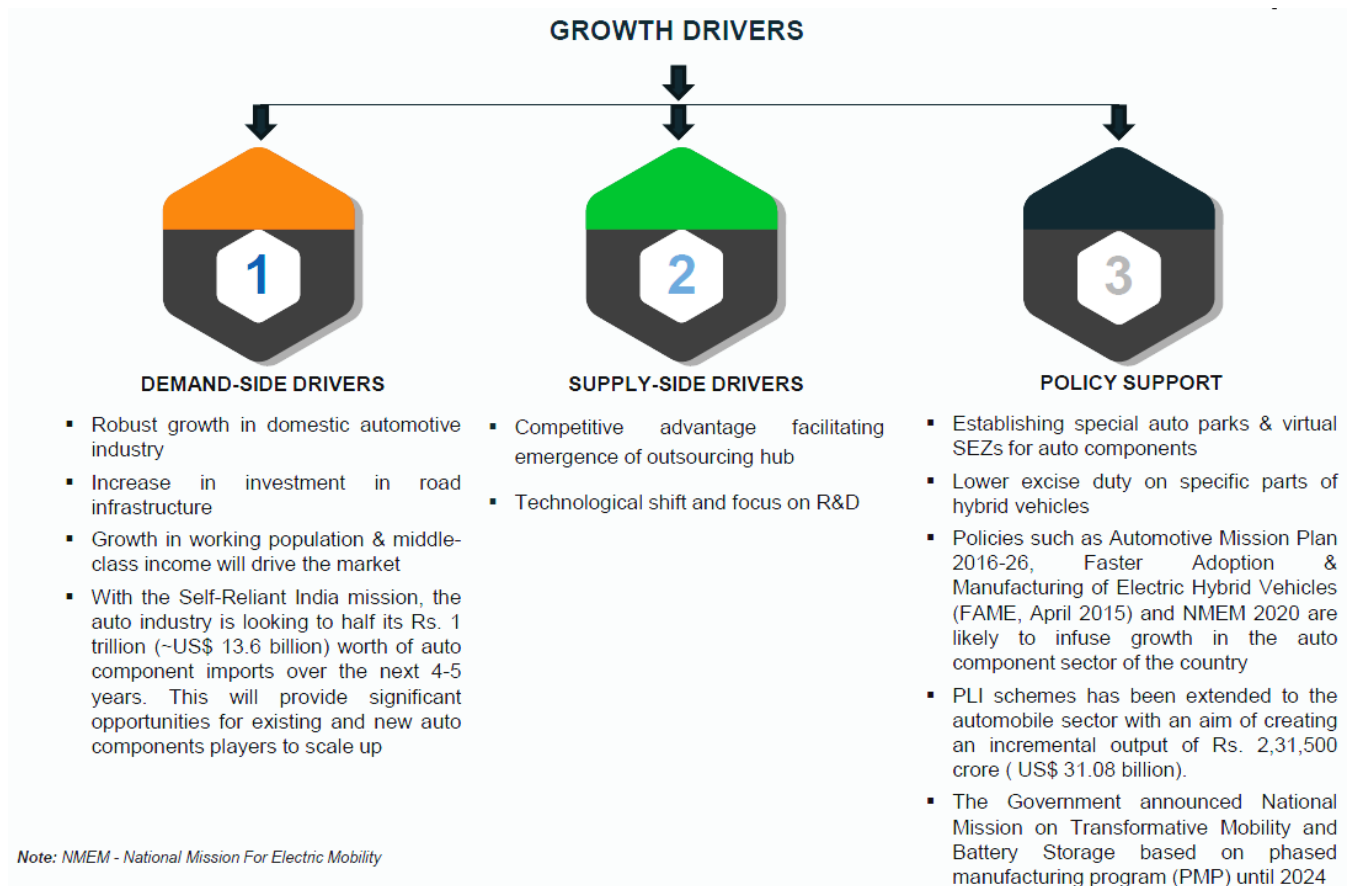 GROWTH DRIVERS
1
DEMAND-SIDE DRIVERS
▪ Robust growth in domestic automotive
industry
▪ Increase in investment in road
infrastructure
▪ Growth in working population & middle-
class income will drive the market
▪ With the Self-Reliant India mission, the
auto industry is looking to half its Rs. 1
trillion (~US$ 13.6 billion) worth of auto
component imports over the next 4-5
years. This will provide significant
opportunities for existing and new auto
components players to scale up
2
SUPPLY-SIDE DRIVERS
▪ Competitive advantage facilitating
emergence of outsourcing hub
▪ Technological shift and focus on R&D
3
POLICY SUPPORT
▪ Establishing special auto parks & virtual
SEZs for auto components
▪ Lower excise duty on specific parts of
hybrid vehicles
▪ Policies such as Automotive Mission Plan
2016-26, Faster Adoption &
Manufacturing of Electric Hybrid Vehicles
(FAME, April 2015) and NMEM 2020 are
likely to infuse growth in the auto
component sector of the country
▪ PLI schemes has been extended to the
automobile sector with an aim of creating
an incremental output of Rs. 2,31,500
crore ( US$ 31.08 billion).
▪ The Government announced National
Mission on Transformative Mobility and
Battery Storage based on phased
manufacturing program (PMP) until 2024
Note: NMEM - National Mission For Electric Mobility